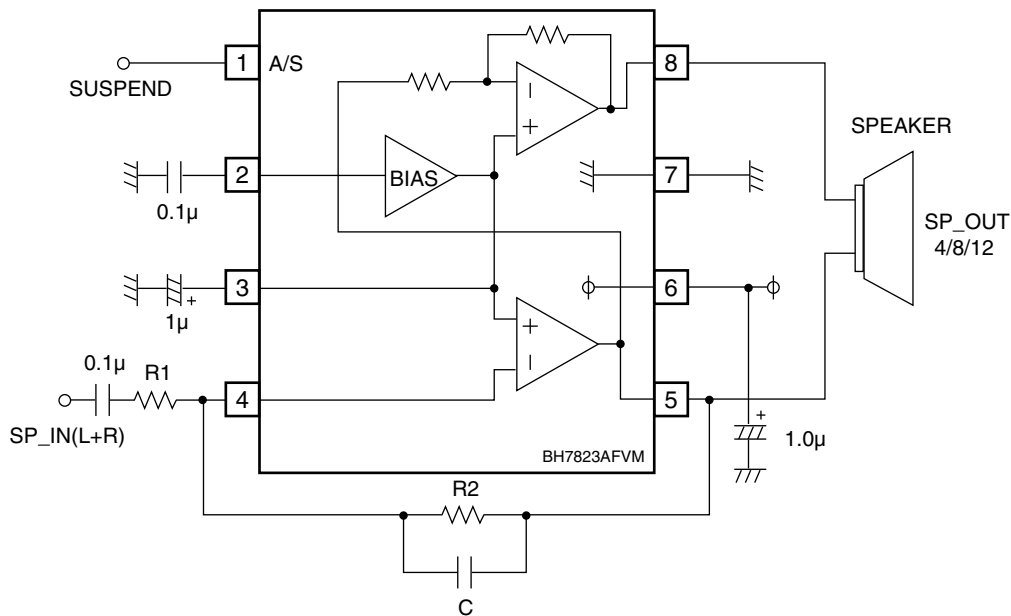 1
A/S
SUSPEND
8
SPEAKER
−
+
2
BIAS
0.1μ
7
SP_OUT
4/8/12
3
+
1μ
6
+
−
0.1μ
R1
4
5
SP_IN(L+R)
+
1.0μ
BH7823AFVM
R2
C